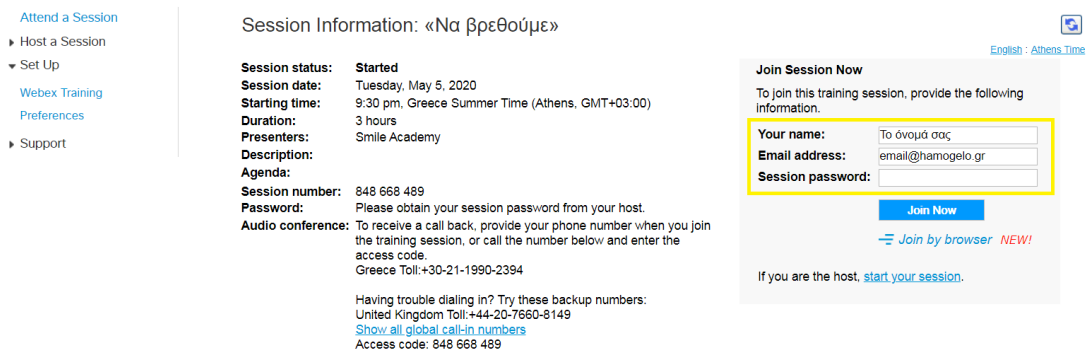 Attend a Session
Host a Session
Set Up
Webex Training
Preferences
Support
Session Information: «Να βρεθούμε»
English : Athens Time
Session status: Started
Session date: Tuesday, May 5, 2020
Starting time: 9:30 pm, Greece Summer Time (Athens, GMT+03:00)
Duration: 3 hours
Presenters: Smile Academy
Description:
Agenda:
Session number: 848 668 489
Password: Please obtain your session password from your host.
Audio conference: To receive a call back, provide your phone number when you join
the training session, or call the number below and enter the
access code.
Greece Toll:+30-21-1990-2394
Having trouble dialing in? Try these backup numbers:
United Kingdom Toll:+44-20-7660-8149
Show all global call-in numbers
Access code: 848 668 489
Join Session Now
To join this training session, provide the following
information.
Your name: Το όνομά σας
Email address: email@hamogelo.gr
Session password:
Join Now
Join by browser NEW!
If you are the host, start your session.